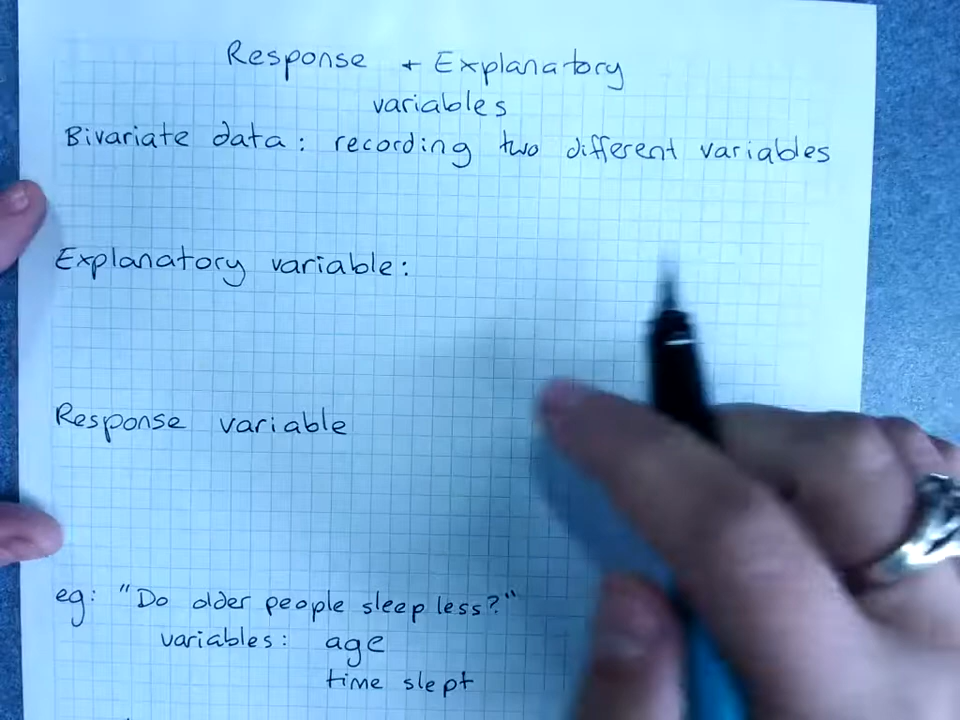 Response + Explanatory
variables
Bivariate data: recording two different variables
Explanatory variable:
Response variable
eg: "Do older people sleep less?"
variables: age
time slept